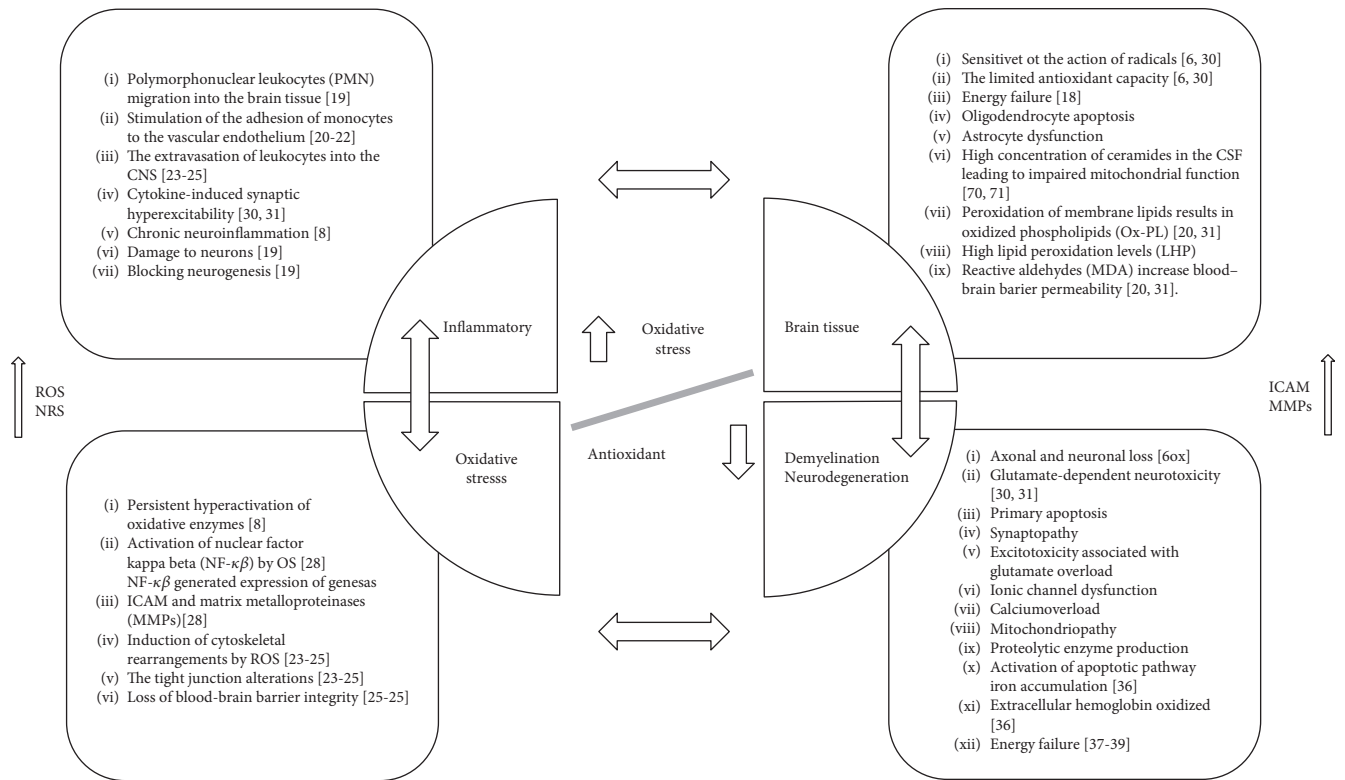 (i) Polymorphonuclear leukocytes (PMN)
migration into the brain tissue [19]
(ii) Stimulation of the adhesion of monocytes
to the vascular endothelium [20-22]
(iii) The extravasation of leukocytes into the
CNS [23-25]
(iv) Cytokine-induced synaptic
hyperexcitability [30, 31]
(v) Chronic neuroinflammation [8]
(vi) Damage to neurons [19]
(vii) Blocking neurogenesis [19]
(i) Sensitivet ot the action of radicals [6, 30]
(ii) The limited antioxidant capacity [6, 30]
(iii) Energy failure [18]
(iv) Oligodendrocyte apoptosis
(v) Astrocyte dysfunction
(vi) High concentration of ceramides in the CSF
leading to impaired mitochondrial function
[70, 71]
(vii) Peroxidation of membrane lipids results in
oxidized phospholipids (Ox-PL) [20, 31]
(viii) High lipid peroxidation levels (LHP)
(ix) Reactive aldehydes (MDA) increase blood–
brain barier permeability [20, 31].
Inflammatory
Oxidative
stress
Brain tissue
ROS
NRS
ICAM
MMPs
Oxidative
stresss
Antioxidant
Demyelination
Neurodegeneration
(i) Persistent hyperactivation of
oxidative enzymes [8]
(ii) Activation of nuclear factor
kappa beta (NF-κβ) by OS [28]
NF-κβ generated expression of genesas
(iii) ICAM and matrix metalloproteinases
(MMPs)[28]
(iv) Induction of cytoskeletal
rearrangements by ROS [23-25]
(v) The tight junction alterations [23-25]
(vi) Loss of blood-brain barrier integrity [25-25]
(i) Axonal and neuronal loss [6ox]
(ii) Glutamate-dependent neurotoxicity
[30, 31]
(iii) Primary apoptosis
(iv) Synaptopathy
(v) Excitotoxicity associated with
glutamate overload
(vi) Ionic channel dysfunction
(vii) Calciumoverload
(viii) Mitochondriopathy
(ix) Proteolytic enzyme production
(x) Activation of apoptotic pathway
iron accumulation [36]
(xi) Extracellular hemoglobin oxidized
[36]
(xii) Energy failure [37-39]